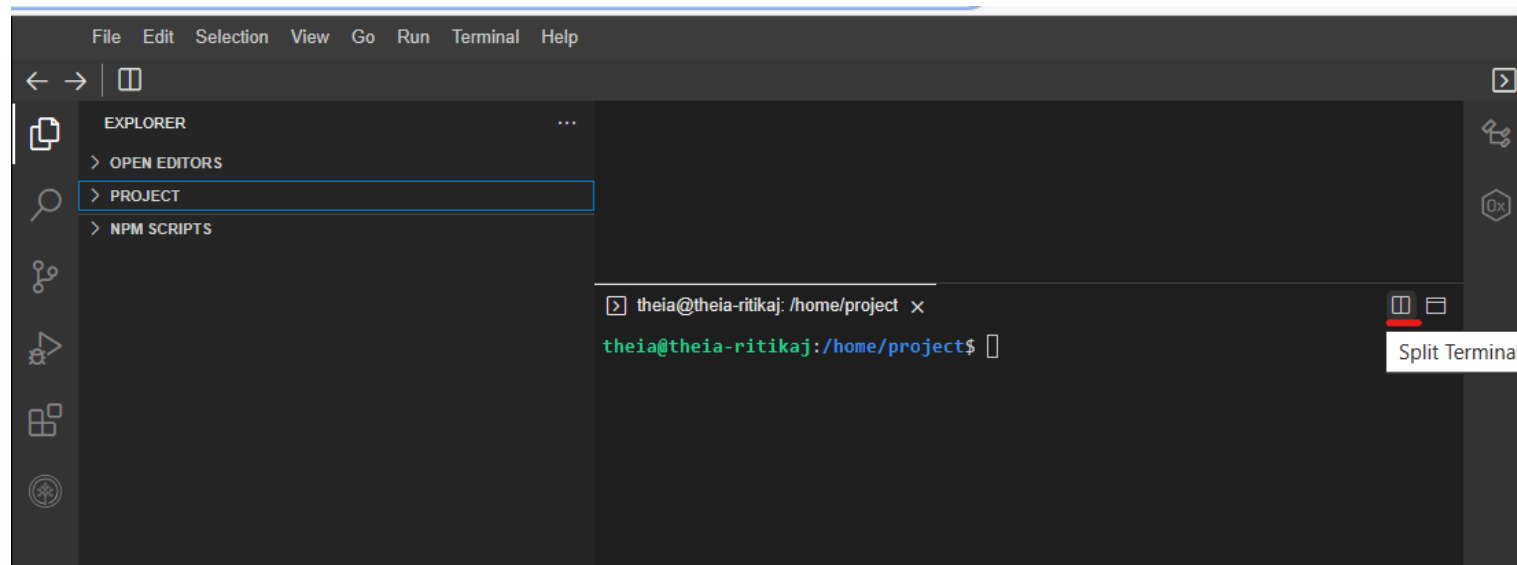 File Edit Selection View Go Run Terminal Help
EXPLORER
OPEN EDITORS
PROJECT
NPM SCRIPTS
theia@theia-ritikaj: /home/project
theia@theia-ritikaj:/home/project$
Split Termina
0x